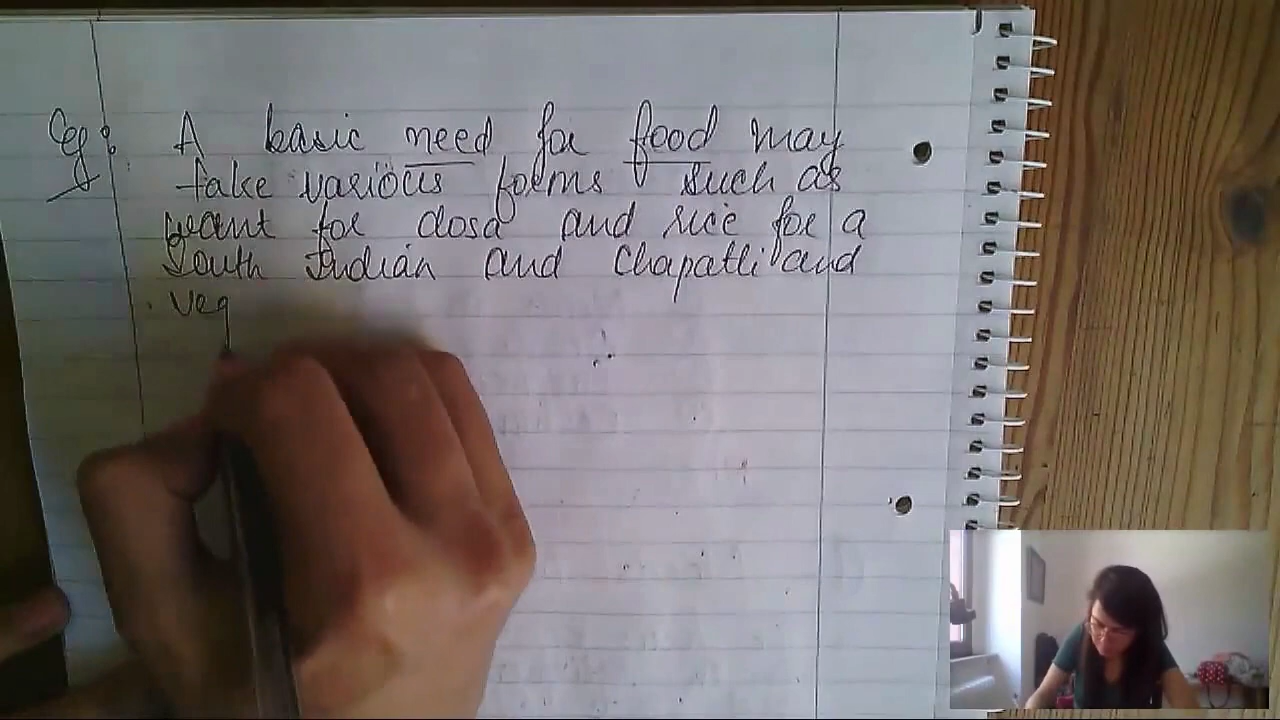 Eg: A basic need for food may
take various forms such as
want for dosa and rice for a
South Indian and Chapatti and
veg